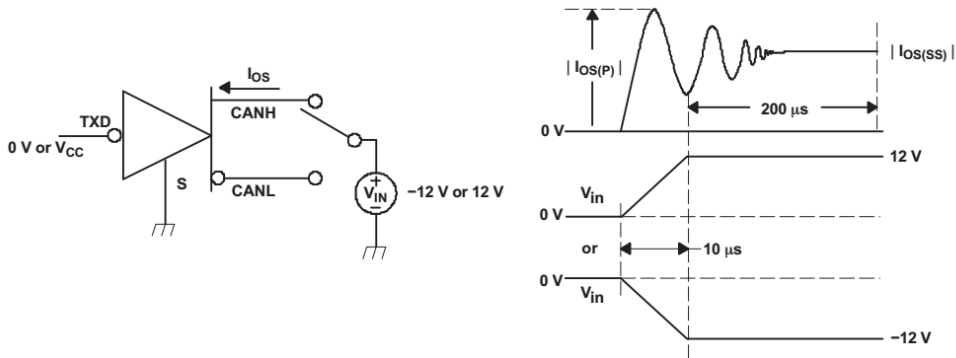 I_OS
TXD
CANH
0 V or V_CC
S
CANL
V_IN
+
−
−12 V or 12 V
| I_OS(P) |
| I_OS(SS) |
200 µs
0 V
12 V
V_in
0 V
or
10 µs
0 V
V_in
−12 V